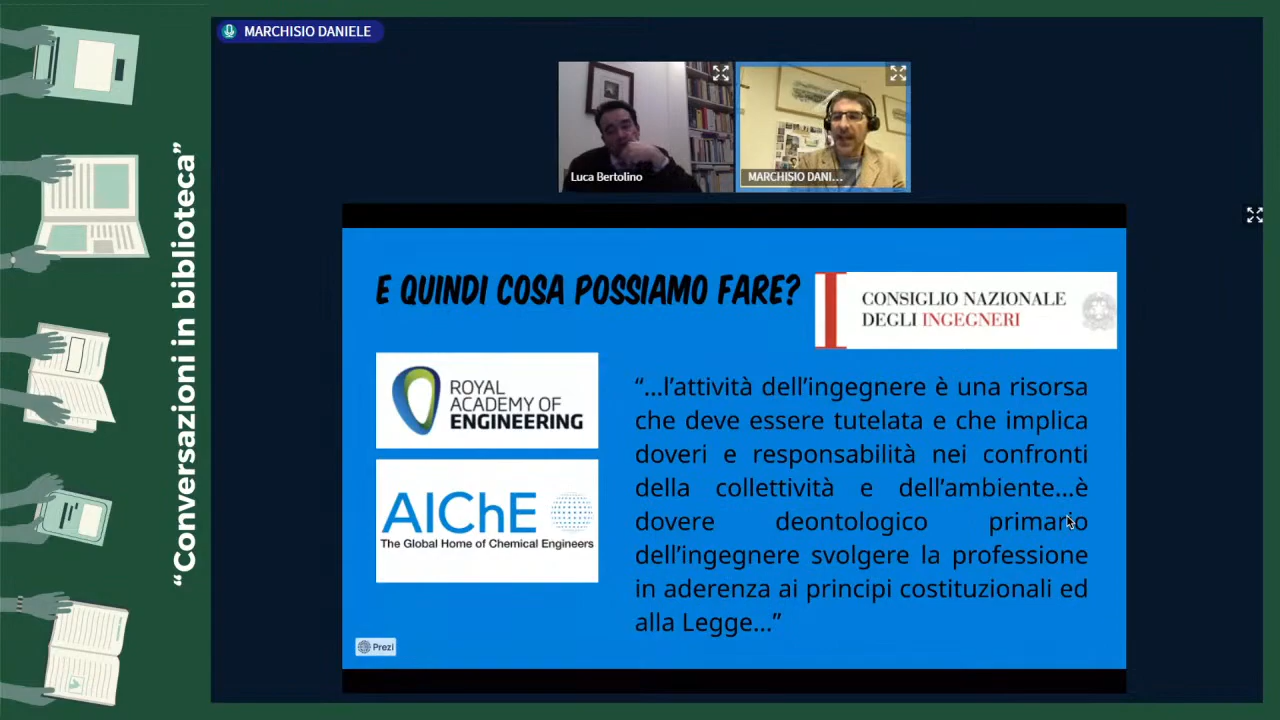 MARCHISIO DANIELE
“Conversazioni in biblioteca”
Luca Bertolino
MARCHISIO DANI...
E QUINDI COSA POSSIAMO FARE?
CONSIGLIO NAZIONALE
DEGLI INGEGNERI
ROYAL
ACADEMY OF
ENGINEERING
AIChE
The Global Home of Chemical Engineers
“...l’attività dell’ingegnere è una risorsa
che deve essere tutelata e che implica
doveri e responsabilità nei confronti
della collettività e dell’ambiente...è
dovere deontologico primario
dell’ingegnere svolgere la professione
in aderenza ai principi costituzionali ed
alla Legge...”
Prezi